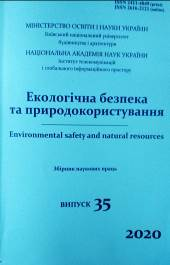 ISSN: 2411-4049 (print)
ISSN: 2616-2121 (online)
МІНІСТЕРСТВО ОСВІТИ І НАУКИ УКРАЇНИ
Київський національний університет
будівництва і архітектури
НАЦІОНАЛЬНА АКАДЕМІЯ НАУК УКРАЇНИ
Інститут телекомунікацій
і глобального інформаційного простору
Екологічна безпека
та природокористування
Environmental safety and natural resources
Збірник наукових праць
ВИПУСК 35
2020